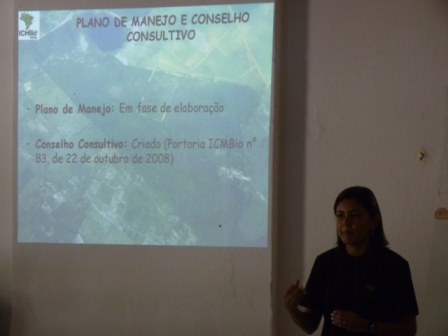 ICMBio
PLANO DE MANEJO E CONSELHO
CONSULTIVO
- Plano de Manejo: Em fase de elaboração
- Conselho Consultivo: Criado (Portaria ICMBio n°
83, de 22 de outubro de 2008)